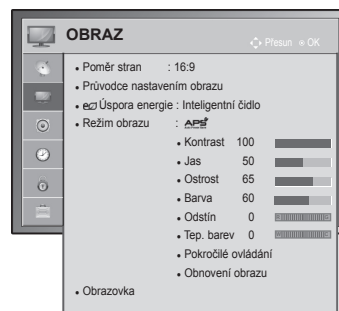 OBRAZ
Přesun OK
• Poměr stran : 16:9
• Průvodce nastavením obrazu
• Úspora energie : Inteligentní čidlo
• Režim obrazu : APS
• Kontrast 100
• Jas 50
• Ostrost 65
• Barva 60
• Odstín 0
• Tep. barev 0
• Pokročilé ovládání
• Obnovení obrazu
• Obrazovka